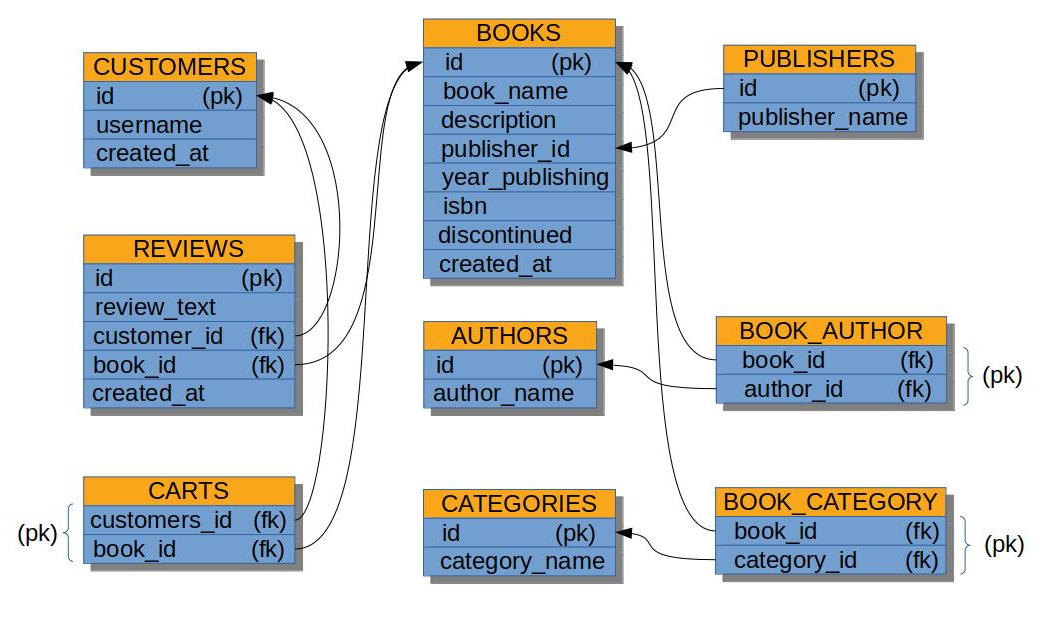 CUSTOMERS
id (pk)
username
created_at
REVIEWS
id (pk)
review_text
customer_id (fk)
book_id (fk)
created_at
CARTS
customers_id (fk)
book_id (fk)
(pk)
BOOKS
id (pk)
book_name
description
publisher_id
year_publishing
isbn
discontinued
created_at
AUTHORS
id (pk)
author_name
CATEGORIES
id (pk)
category_name
PUBLISHERS
id (pk)
publisher_name
BOOK_AUTHOR
book_id (fk)
author_id (fk)
(pk)
BOOK_CATEGORY
book_id (fk)
category_id (fk)
(pk)